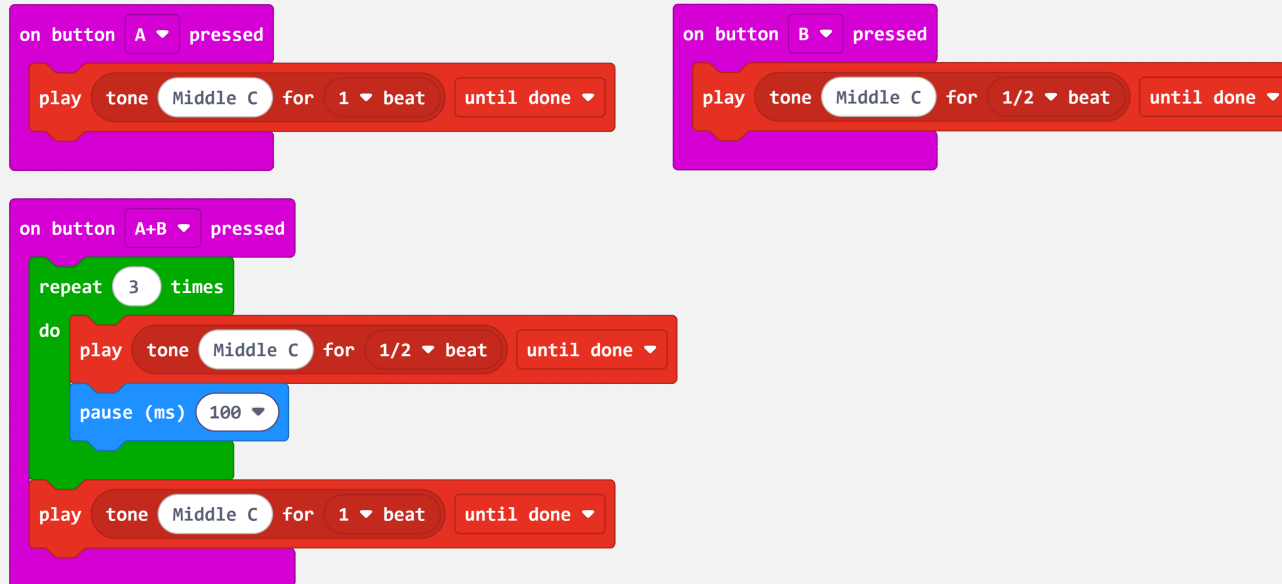 on button A pressed
play tone Middle C for 1 beat until done
on button B pressed
play tone Middle C for 1/2 beat until done
on button A+B pressed
repeat 3 times
do
play tone Middle C for 1/2 beat until done
pause (ms) 100
play tone Middle C for 1 beat until done